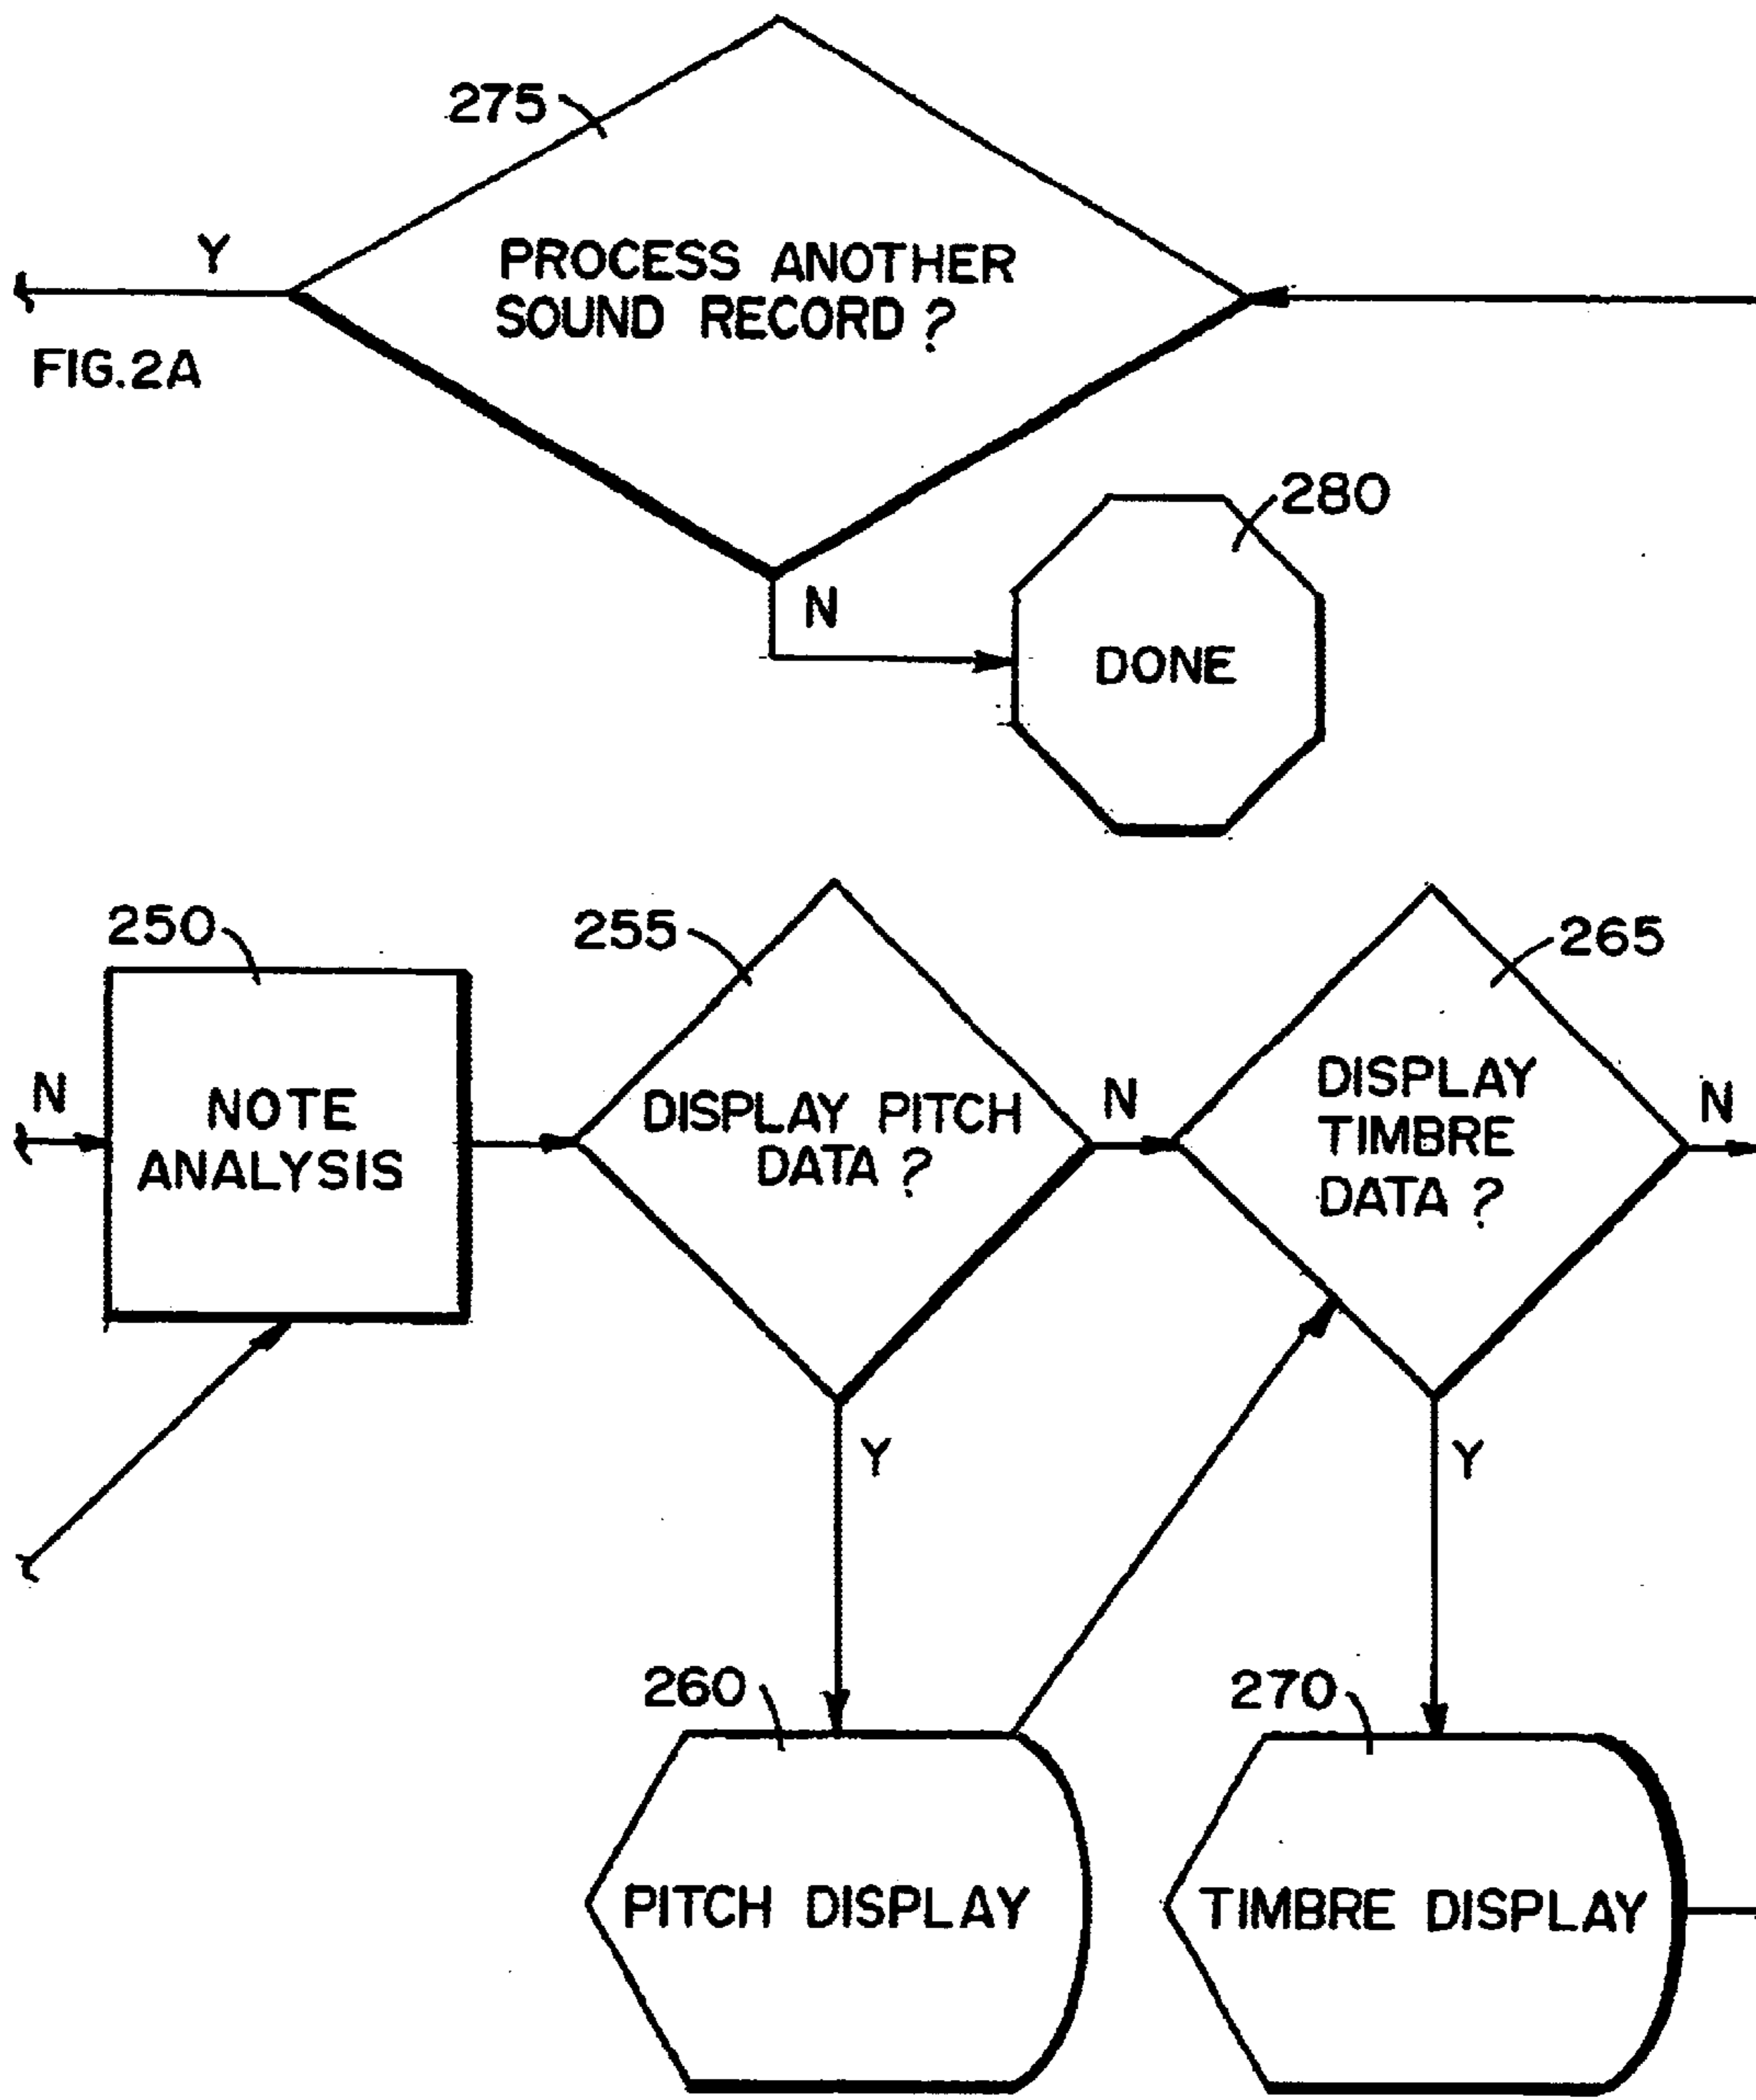 275
Y
PROCESS ANOTHER
SOUND RECORD ?
FIG.2A
280
N
DONE
250
255
265
N
NOTE
ANALYSIS
DISPLAY PITCH
DATA ?
N
DISPLAY
TIMBRE
DATA ?
N
Y
Y
260
270
PITCH DISPLAY
TIMBRE DISPLAY